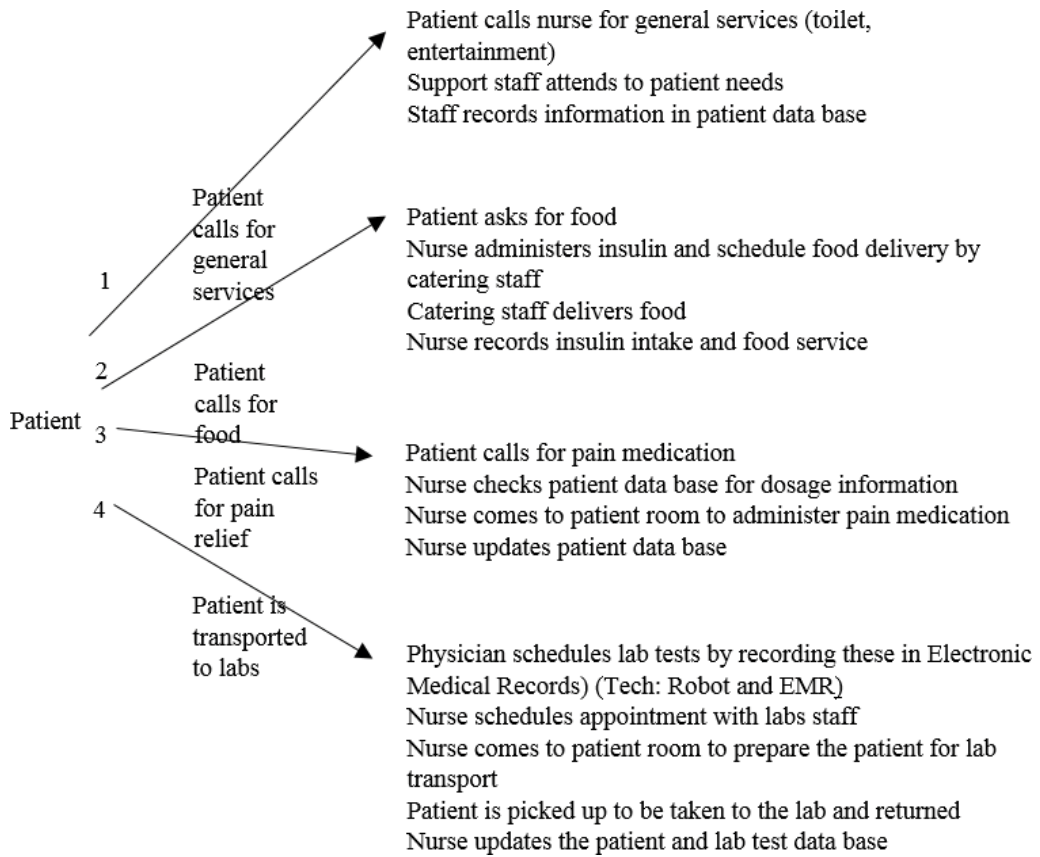 Patient calls nurse for general services (toilet,
entertainment)
Support staff attends to patient needs
Staff records information in patient data base
Patient
calls for
general
services
1
Patient asks for food
Nurse administers insulin and schedule food delivery by
catering staff
Catering staff delivers food
Nurse records insulin intake and food service
2
Patient
calls for
food
Patient
3
Patient calls for pain medication
Nurse checks patient data base for dosage information
Nurse comes to patient room to administer pain medication
Nurse updates patient data base
Patient calls
for pain
relief
4
Patient is
transported
to labs
Physician schedules lab tests by recording these in Electronic
Medical Records) (Tech: Robot and EMR)
Nurse schedules appointment with labs staff
Nurse comes to patient room to prepare the patient for lab
transport
Patient is picked up to be taken to the lab and returned
Nurse updates the patient and lab test data base